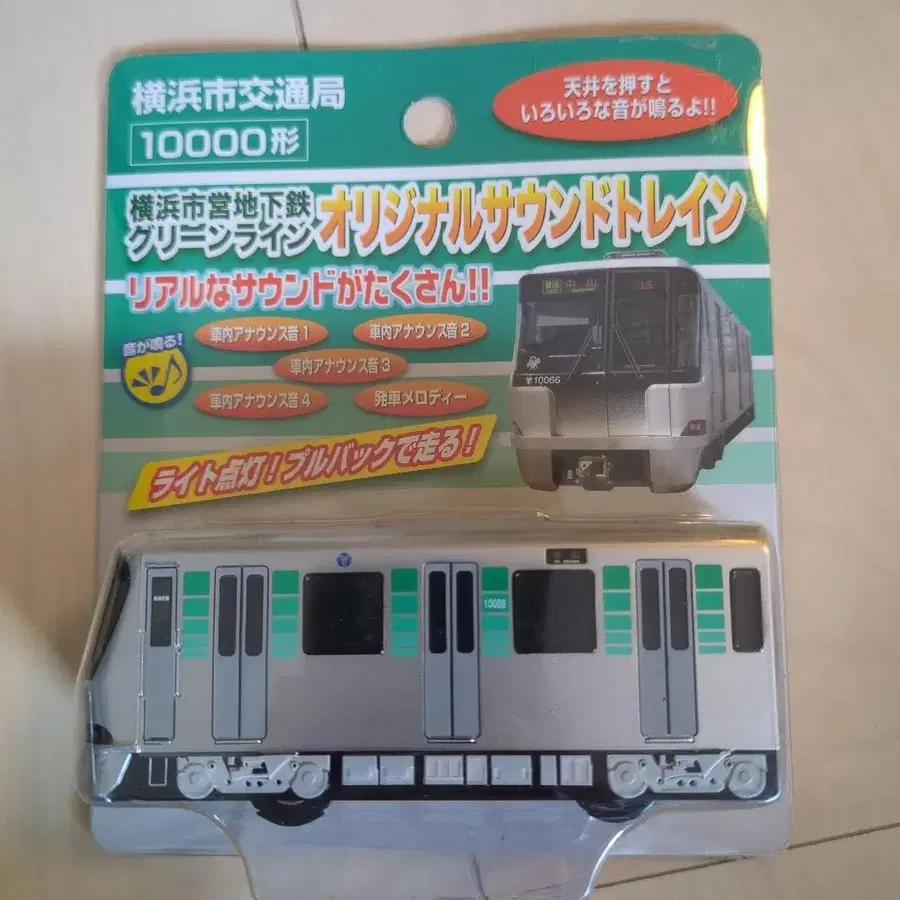 横浜市交通局
10000形
天井を押すと
いろいろな音が鳴るよ!!
横浜市営地下鉄
グリーンライン
オリジナルサウンドトレイン
リアルなサウンドがたくさん!!
音が鳴る!
車内アナウンス音1
車内アナウンス音2
車内アナウンス音3
車内アナウンス音4
発車メロディー
ライト点灯!プルバックで走る!
中山
16
10066
10066